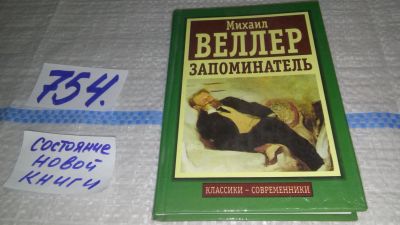 754.
состояние
новой
книги
Михаил
ВЕЛЛЕР
ЗАПОМИНАТЕЛЬ
КЛАССИКИ - СОВРЕМЕННИКИ